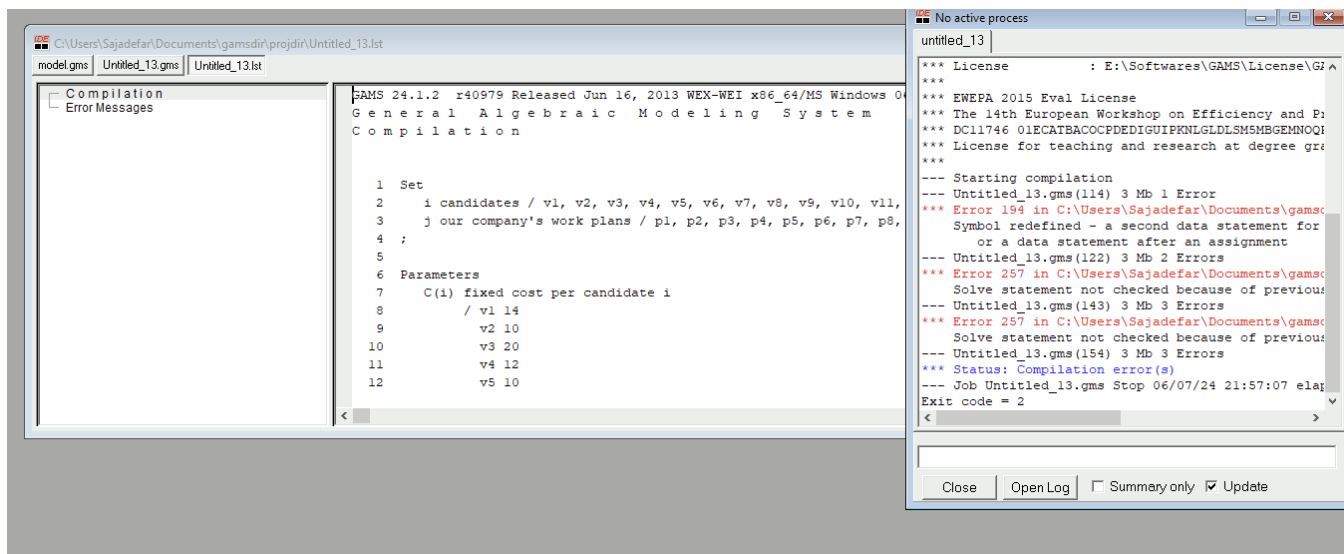 IDE C:\Users\Sajadefar\Documents\gamsdir\projdir\Untitled_13.lst
model.gms Untitled_13.gms Untitled_13.lst
Compilation
Error Messages
GAMS 24.1.2 r40979 Released Jun 16, 2013 WEX-WEI x86_64/MS Windows
General Algebraic Modeling System
Compilation
1 Set
2 i candidates / v1, v2, v3, v4, v5, v6, v7, v8, v9, v10, v11,
3 j our company's work plans / p1, p2, p3, p4, p5, p6, p7, p8,
4 ;
5
6 Parameters
7 C(i) fixed cost per candidate i
8 / v1 14
9 v2 10
10 v3 20
11 v4 12
12 v5 10
IDE No active process
untitled_13
*** License : E:\Softwares\GAMS\License\GA
***
*** EWEPA 2015 Eval License
*** The 14th European Workshop on Efficiency and
*** DC11746
*** License for teaching and research at degree
***
--- Starting compilation
--- Untitled_13.gms(114) 3 Mb 1 Error
*** Error 194 in C:\Users\Sajadefar\Documents\gamsd
Symbol redefined - a second data statement for
or a data statement after an assignment
--- Untitled_13.gms(122) 3 Mb 2 Errors
*** Error 257 in C:\Users\Sajadefar\Documents\gamsd
Solve statement not checked because of previous
--- Untitled_13.gms(143) 3 Mb 3 Errors
*** Error 257 in C:\Users\Sajadefar\Documents\gamsd
Solve statement not checked because of previous
--- Untitled_13.gms(154) 3 Mb 3 Errors
*** Status: Compilation error(s)
--- Job Untitled_13.gms Stop 06/07/24 21:57:07
Exit code = 2
Close Open Log Summary only Update